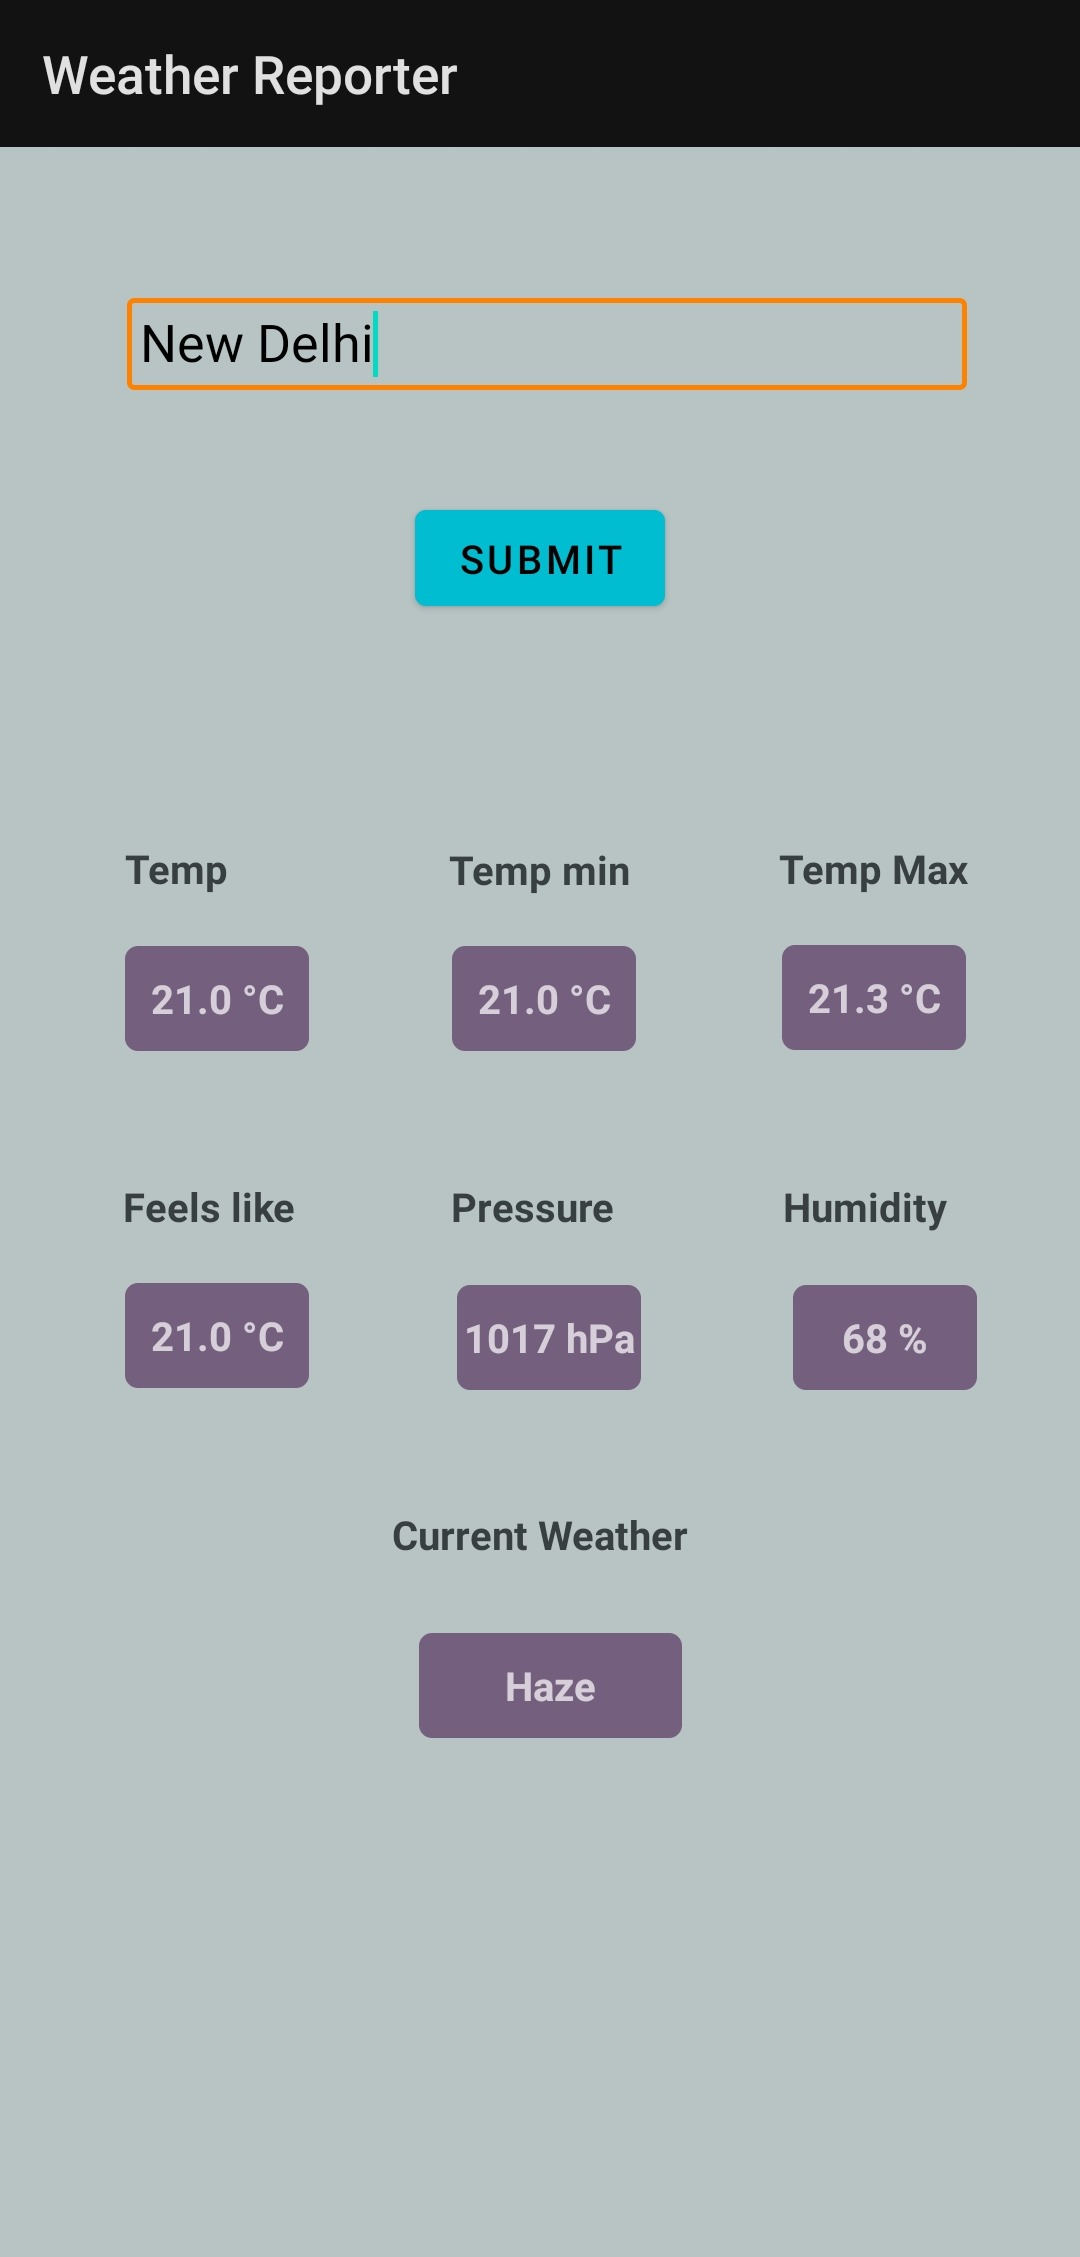 Weather Reporter
New Delhi
SUBMIT
Temp Temp min Temp Max
21.0 °C 21.0 °C 21.3 °C
Feels like Pressure Humidity
21.0 °C 1017 hPa 68 %
Current Weather
Haze